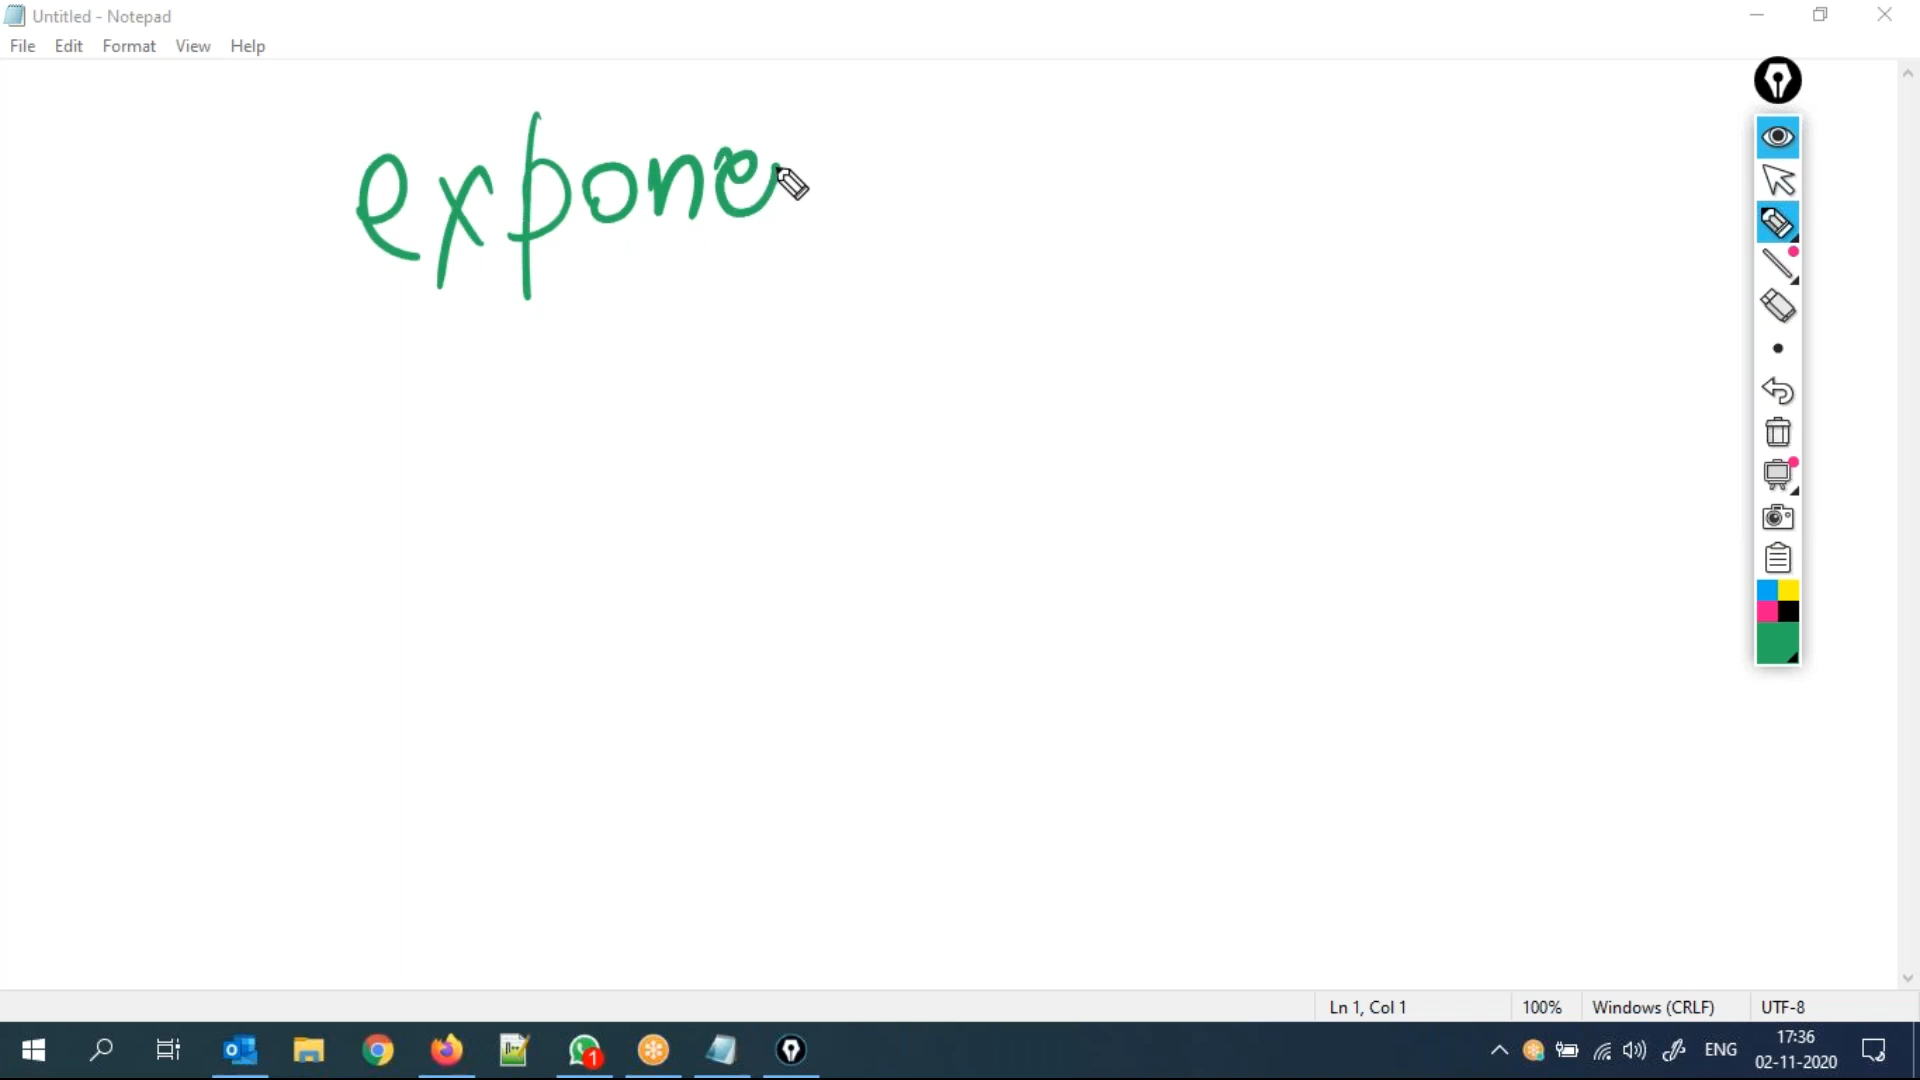 Untitled - Notepad
File Edit Format View Help
expone
Ln 1, Col 1 100% Windows (CRLF) UTF-8
1
ENG
17:36
02-11-2020